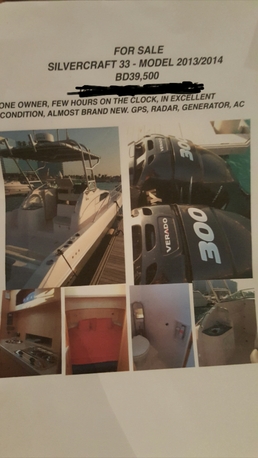 FOR SALE
SILVERCRAFT 33 - MODEL 2013/2014
BD39,500
ONE OWNER, FEW HOURS ON THE CLOCK, IN EXCELLENT
CONDITION, ALMOST BRAND NEW. GPS, RADAR, GENERATOR, AC
300
VERADO
300